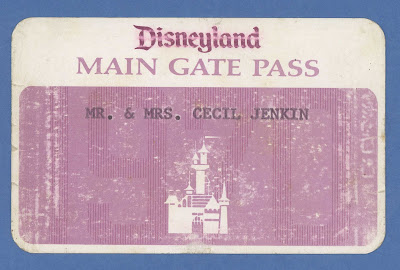 Disneyland
MAIN GATE PASS
MR. & MRS. CECIL JENKIN